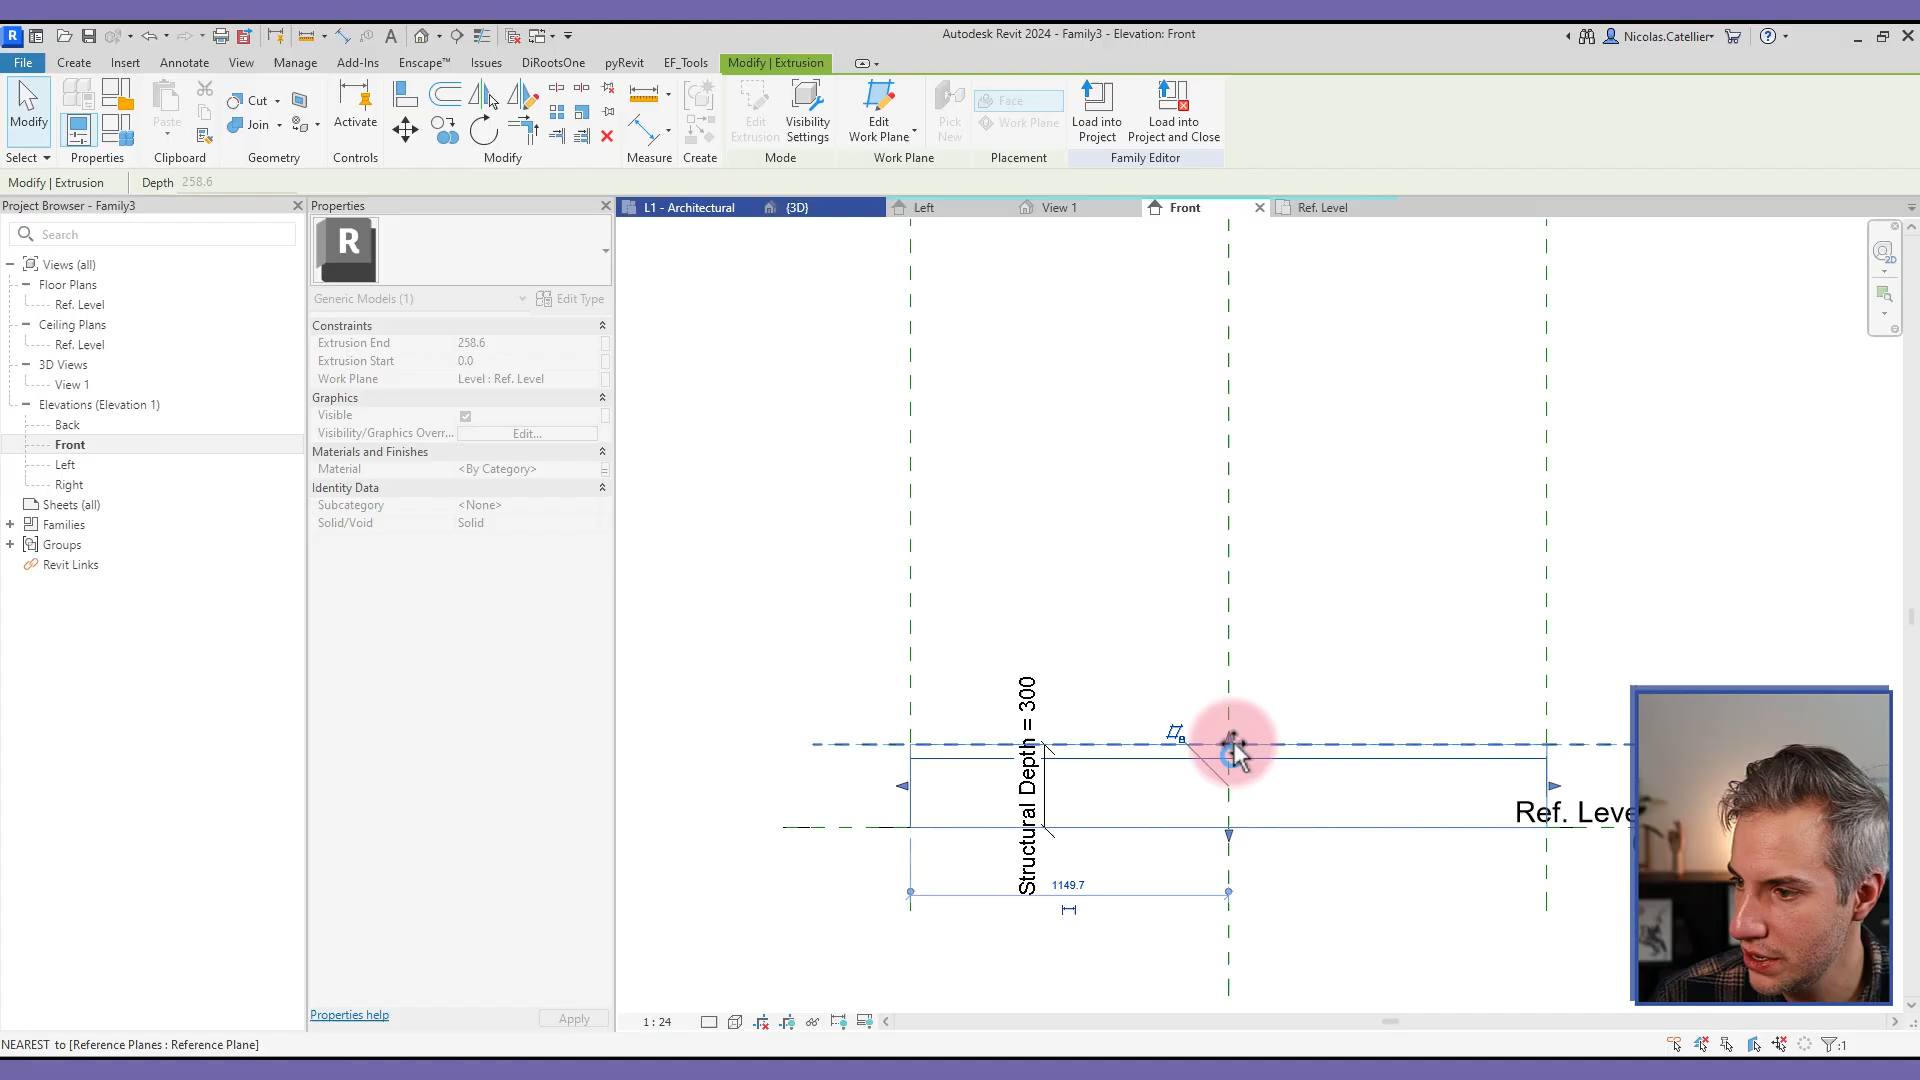 Autodesk Revit 2024 - Family3 - Elevation: Front
Nicolas.Catellier
File Create Insert Annotate View Manage Add-Ins Enscape™ Issues DiRootsOne pyRevit EF_Tools Modify | Extrusion
Modify
Paste
Cut
Join
Activate
Edit Extrusion
Visibility Settings
Edit Work Plane
Pick New
Face
Work Plane
Load into Project
Load into Project and Close
Select Properties Clipboard Geometry Controls Modify Measure Create Mode Work Plane Placement Family Editor
Modify | Extrusion Depth 258.6
Project Browser - Family3
Search
Views (all)
Floor Plans
Ref. Level
Ceiling Plans
Ref. Level
3D Views
View 1
Elevations (Elevation 1)
Back
Front
Left
Right
Sheets (all)
Families
Groups
Revit Links
Properties
R
Generic Models (1) Edit Type
Constraints
Extrusion End 258.6
Extrusion Start 0.0
Work Plane Level : Ref. Level
Graphics
Visible
Visibility/Graphics Overr... Edit...
Materials and Finishes
Material <By Category>
Identity Data
Subcategory <None>
Solid/Void Solid
Properties help Apply
L1 - Architectural {3D} Left View 1 Front Ref. Level
2D
Structural Depth = 300
Ref. Leve
1149.7
1 : 24
NEAREST to [Reference Planes : Reference Plane]
:1